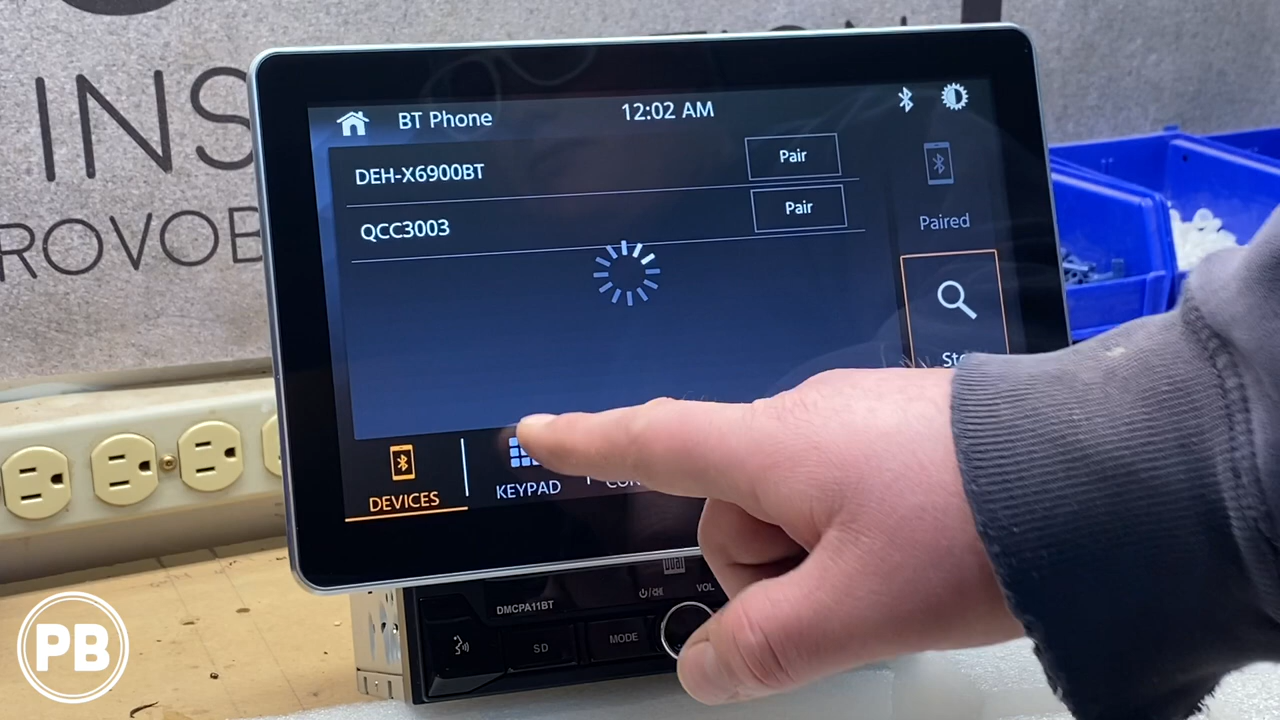 INS
ROVOB
BT Phone 12:02 AM
DEH-X6900BT Pair
QCC3003 Pair
Paired
DEVICES
KEYPAD
Dual
DMCPA11BT
VOL
SD
MODE
PB